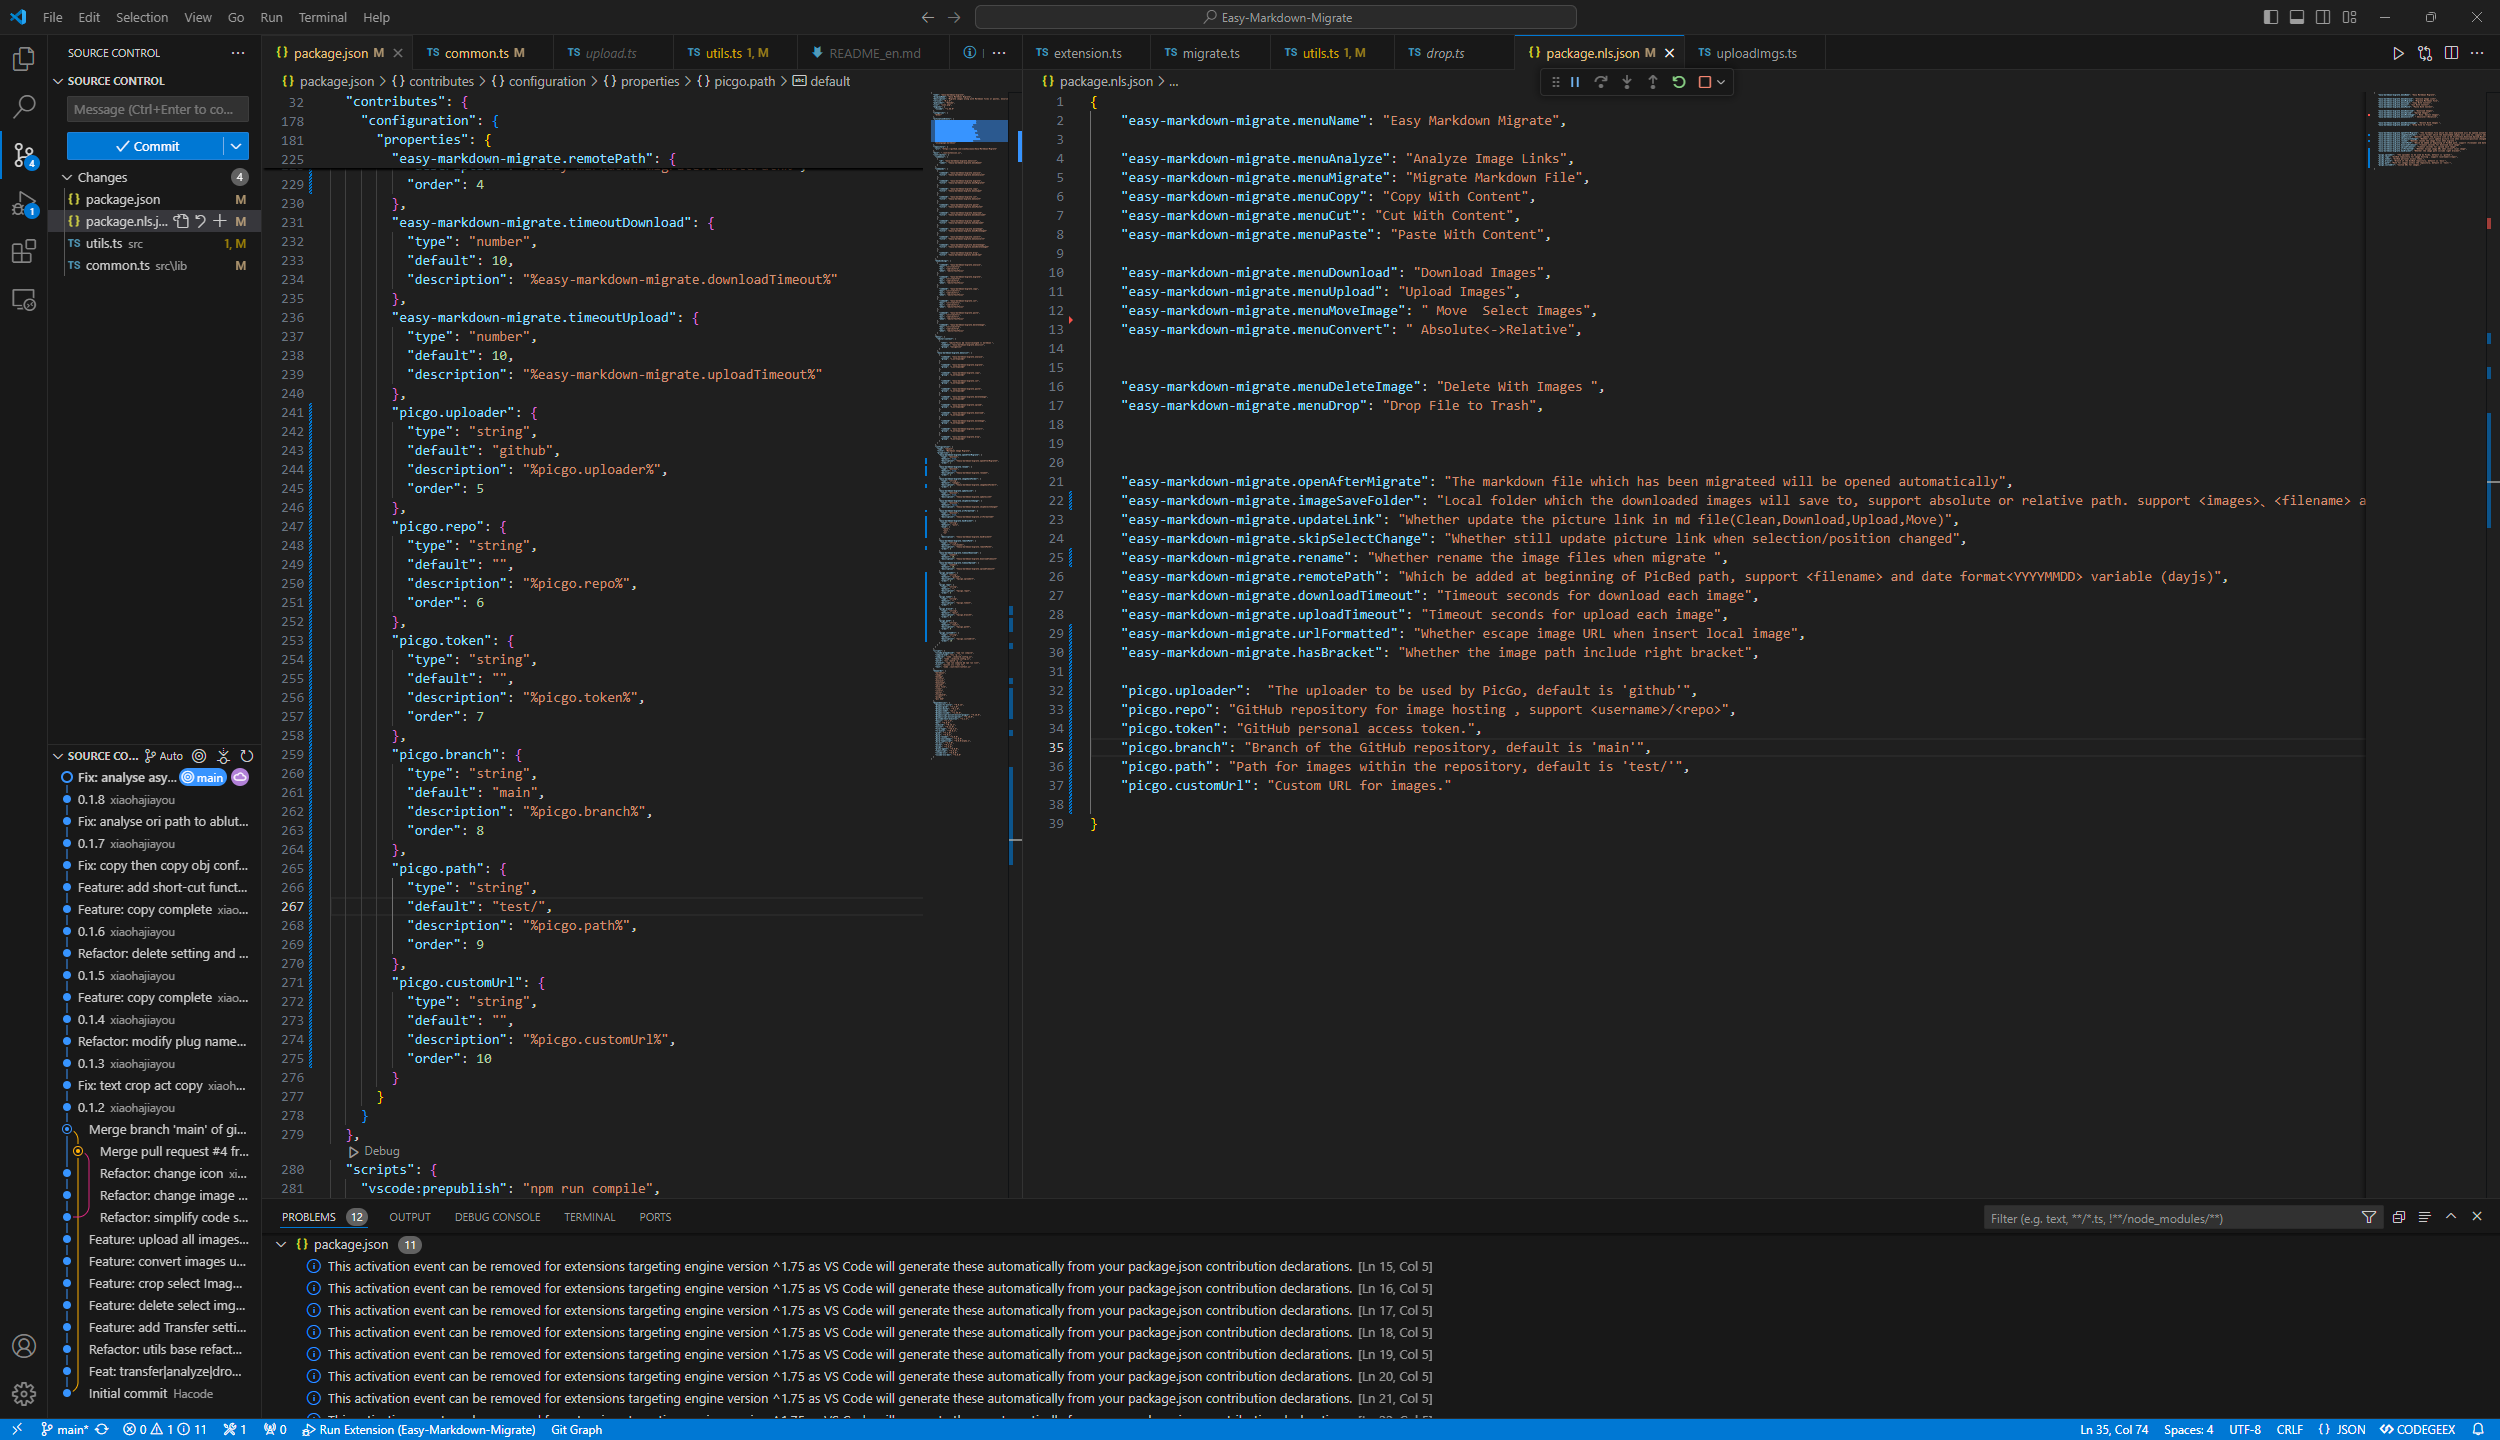 File Edit Selection View Go Run Terminal Help
Easy-Markdown-Migrate
SOURCE CONTROL
SOURCE CONTROL
Message (Ctrl+Enter to co...
Commit
Changes 4
package.json M
package.nls.j... M
utils.ts src 1, M
common.ts src\lib M
4
1
SOURCE CO... Auto
Fix: analyse asy... main
0.1.8 xiaohajiayou
Fix: analyse ori path to ablut...
0.1.7 xiaohajiayou
Fix: copy then copy obj conf...
Feature: add short-cut funct...
Feature: copy complete xiao...
0.1.6 xiaohajiayou
Refactor: delete setting and ...
0.1.5 xiaohajiayou
Feature: copy complete xiao...
0.1.4 xiaohajiayou
Refactor: modify plug name...
0.1.3 xiaohajiayou
Fix: text crop act copy xiaoh...
0.1.2 xiaohajiayou
Merge branch 'main' of gi...
Merge pull request #4 fr...
Refactor: change icon xi...
Refactor: change image ...
Refactor: simplify code s...
Feature: upload all images...
Feature: convert images u...
Feature: crop select Imag...
Feature: delete select img...
Feature: add Transfer setti...
Refactor: utils base refact...
Feat: transfer|analyze|dro...
Initial commit Hacode
package.json M TS common.ts M TS upload.ts TS utils.ts 1, M README_en.md
package.json > {} contributes > {} configuration > {} properties > {} picgo.path > default
32 "contributes": {
178 "configuration": {
181 "properties": {
225 "easy-markdown-migrate.remotePath": {
229 "order": 4
230 },
231 "easy-markdown-migrate.timeoutDownload": {
232 "type": "number",
233 "default": 10,
234 "description": "%easy-markdown-migrate.downloadTimeout%"
235 },
236 "easy-markdown-migrate.timeoutUpload": {
237 "type": "number",
238 "default": 10,
239 "description": "%easy-markdown-migrate.uploadTimeout%"
240 },
241 "picgo.uploader": {
242 "type": "string",
243 "default": "github",
244 "description": "%picgo.uploader%",
245 "order": 5
246 },
247 "picgo.repo": {
248 "type": "string",
249 "default": "",
250 "description": "%picgo.repo%",
251 "order": 6
252 },
253 "picgo.token": {
254 "type": "string",
255 "default": "",
256 "description": "%picgo.token%",
257 "order": 7
258 },
259 "picgo.branch": {
260 "type": "string",
261 "default": "main",
262 "description": "%picgo.branch%",
263 "order": 8
264 },
265 "picgo.path": {
266 "type": "string",
267 "default": "test/",
268 "description": "%picgo.path%",
269 "order": 9
270 },
271 "picgo.customUrl": {
272 "type": "string",
273 "default": "",
274 "description": "%picgo.customUrl%",
275 "order": 10
276 }
277 }
278 }
279 },
Debug
280 "scripts": {
281 "vscode:prepublish": "npm run compile",
TS extension.ts TS migrate.ts TS utils.ts 1, M TS drop.ts {} package.nls.json M TS uploadImgs.ts
{} package.nls.json > ...
1 {
2 "easy-markdown-migrate.menuName": "Easy Markdown Migrate",
3
4 "easy-markdown-migrate.menuAnalyze": "Analyze Image Links",
5 "easy-markdown-migrate.menuMigrate": "Migrate Markdown File",
6 "easy-markdown-migrate.menuCopy": "Copy With Content",
7 "easy-markdown-migrate.menuCut": "Cut With Content",
8 "easy-markdown-migrate.menuPaste": "Paste With Content",
9
10 "easy-markdown-migrate.menuDownload": "Download Images",
11 "easy-markdown-migrate.menuUpload": "Upload Images",
12 "easy-markdown-migrate.menuMoveImage": " Move  Select Images",
13 "easy-markdown-migrate.menuConvert": " Absolute<->Relative",
14
15
16 "easy-markdown-migrate.menuDeleteImage": "Delete With Images ",
17 "easy-markdown-migrate.menuDrop": "Drop File to Trash",
18
19
20
21 "easy-markdown-migrate.openAfterMigrate": "The markdown file which has been migrateed will be opened automatically",
22 "easy-markdown-migrate.imageSaveFolder": "Local folder which the downloaded images will save to, support absolute or relative path. support <images>、<filename> a
23 "easy-markdown-migrate.updateLink": "Whether update the picture link in md file(Clean,Download,Upload,Move)",
24 "easy-markdown-migrate.skipSelectChange": "Whether still update picture link when selection/position changed",
25 "easy-markdown-migrate.rename": "Whether rename the image files when migrate ",
26 "easy-markdown-migrate.remotePath": "Which be added at beginning of PicBed path, support <filename> and date format<YYYYMMDD> variable (dayjs)",
27 "easy-markdown-migrate.downloadTimeout": "Timeout seconds for download each image",
28 "easy-markdown-migrate.uploadTimeout": "Timeout seconds for upload each image",
29 "easy-markdown-migrate.urlFormatted": "Whether escape image URL when insert local image",
30 "easy-markdown-migrate.hasBracket": "Whether the image path include right bracket",
31
32 "picgo.uploader":  "The uploader to be used by PicGo, default is 'github'",
33 "picgo.repo": "GitHub repository for image hosting , support <username>/<repo>",
34 "picgo.token": "GitHub personal access token.",
35 "picgo.branch": "Branch of the GitHub repository, default is 'main'",
36 "picgo.path": "Path for images within the repository, default is 'test/'",
37 "picgo.customUrl": "Custom URL for images."
38
39 }
PROBLEMS 12 OUTPUT DEBUG CONSOLE TERMINAL PORTS
Filter (e.g. text, **/*.ts, !**/node_modules/**)
{} package.json 11
This activation event can be removed for extensions targeting engine version ^1.75 as VS Code will generate these automatically from your package.json contribution declarations. [Ln 15, Col 5]
This activation event can be removed for extensions targeting engine version ^1.75 as VS Code will generate these automatically from your package.json contribution declarations. [Ln 16, Col 5]
This activation event can be removed for extensions targeting engine version ^1.75 as VS Code will generate these automatically from your package.json contribution declarations. [Ln 17, Col 5]
This activation event can be removed for extensions targeting engine version ^1.75 as VS Code will generate these automatically from your package.json contribution declarations. [Ln 18, Col 5]
This activation event can be removed for extensions targeting engine version ^1.75 as VS Code will generate these automatically from your package.json contribution declarations. [Ln 19, Col 5]
This activation event can be removed for extensions targeting engine version ^1.75 as VS Code will generate these automatically from your package.json contribution declarations. [Ln 20, Col 5]
This activation event can be removed for extensions targeting engine version ^1.75 as VS Code will generate these automatically from your package.json contribution declarations. [Ln 21, Col 5]
main* 0 1 11 1 0 Run Extension (Easy-Markdown-Migrate) Git Graph
Ln 35, Col 74 Spaces: 4 UTF-8 CRLF {} JSON CODEGEEX